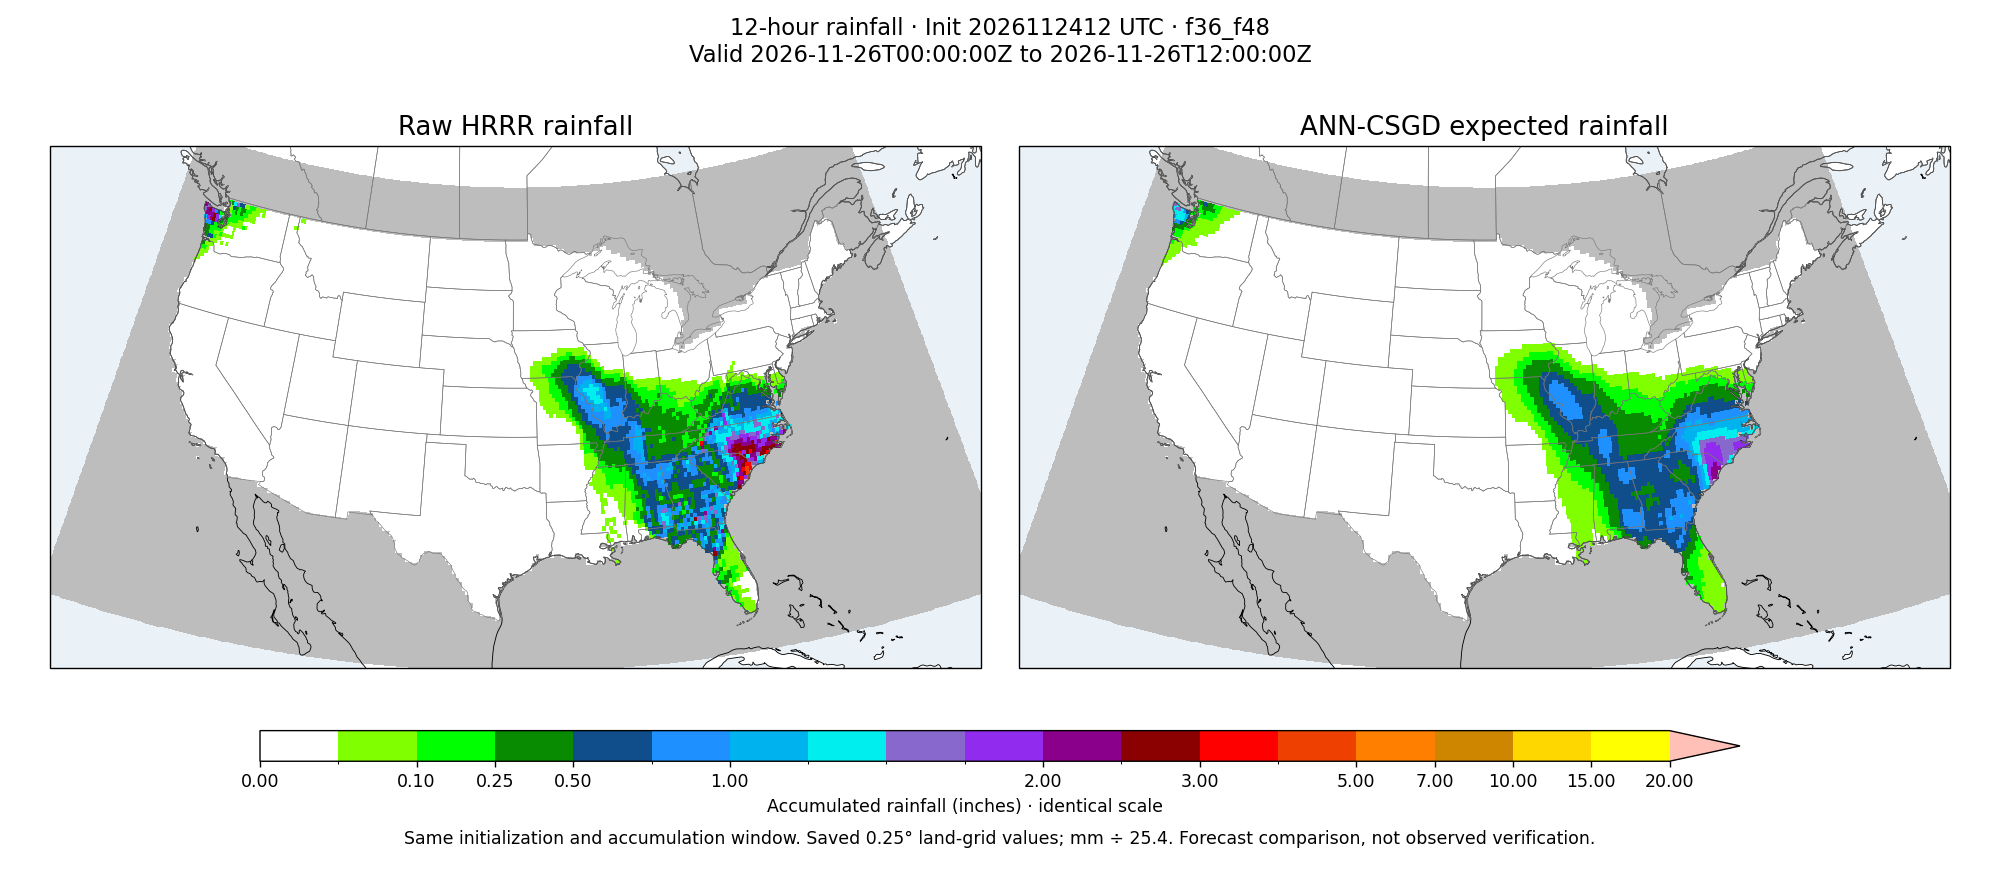 12-hour rainfall · Init 2026112412 UTC · f36_f48
Valid 2026-11-26T00:00:00Z to 2026-11-26T12:00:00Z
Raw HRRR rainfall
ANN-CSGD expected rainfall
0.00 0.10 0.25 0.50 1.00 2.00 3.00 5.00 7.00 10.00 15.00 20.00
Accumulated rainfall (inches) · identical scale
Same initialization and accumulation window. Saved 0.25° land-grid values; mm ÷ 25.4. Forecast comparison, not observed verification.